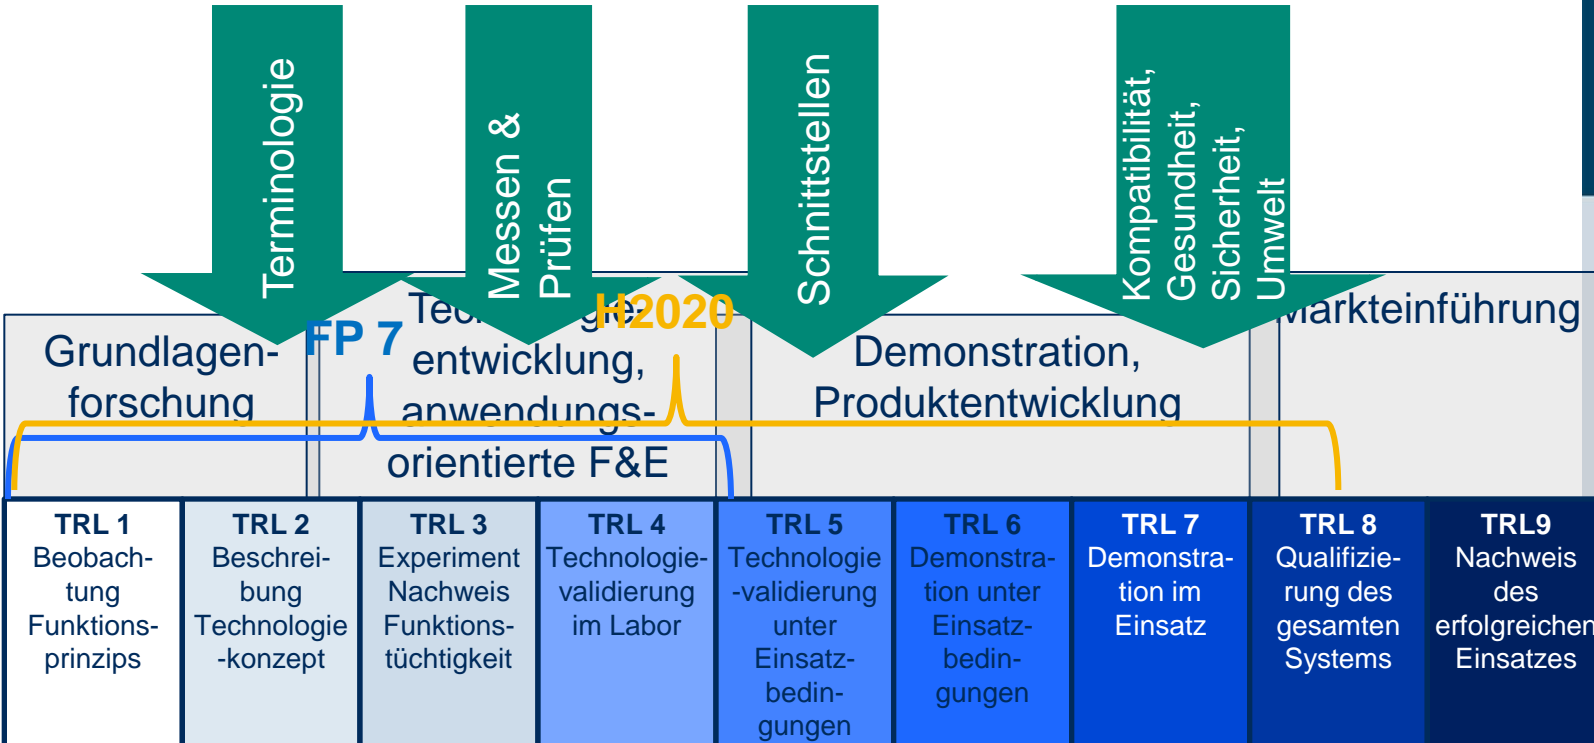 Terminologie
Messen &
Prüfen
Schnittstellen
Kompatibilität,
Gesundheit,
Sicherheit,
Umwelt
Grundlagen-
forschung
FP 7
entwicklung,
anwendungs-
orientierte F&E
H2020
Demonstration,
Produktentwicklung
Markteinführung
TRL 1
Beobach-
tung
Funktions-
prinzips
TRL 2
Beschrei-
bung
Technologie
-konzept
TRL 3
Experiment
Nachweis
Funktions-
tüchtigkeit
TRL 4
Technologie-
validierung
im Labor
TRL 5
Technologie
-validierung
unter
Einsatz-
bedin-
gungen
TRL 6
Demonstra-
tion unter
Einsatz-
bedin-
gungen
TRL 7
Demonstra-
tion im
Einsatz
TRL 8
Qualifizie-
rung des
gesamten
Systems
TRL9
Nachweis
des
erfolgreichen
Einsatzes